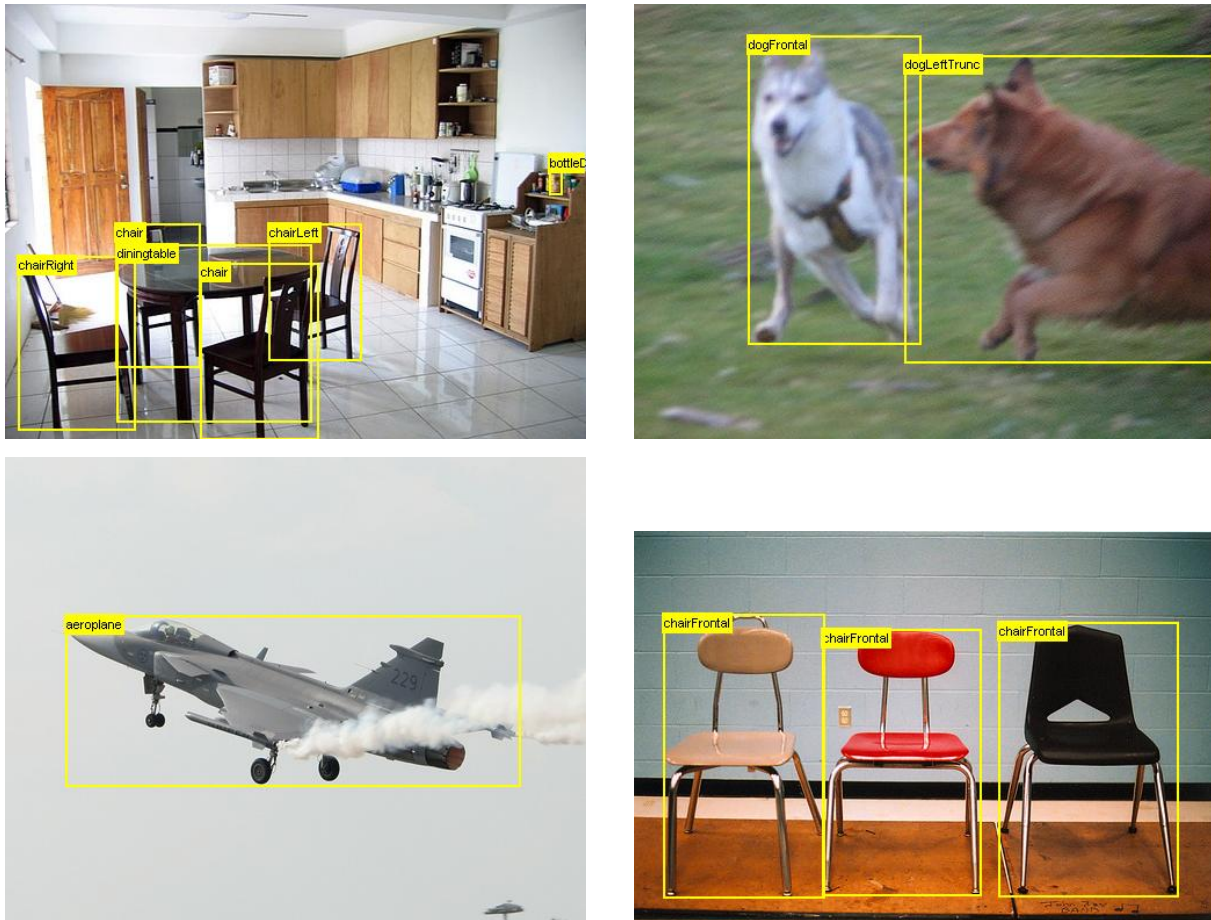 dogFrontal
dogLeftTrunc
bottleD
chair
chairLeft
diningtable
chairRight
chair
aeroplane
229
chairFrontal
chairFrontal
chairFrontal